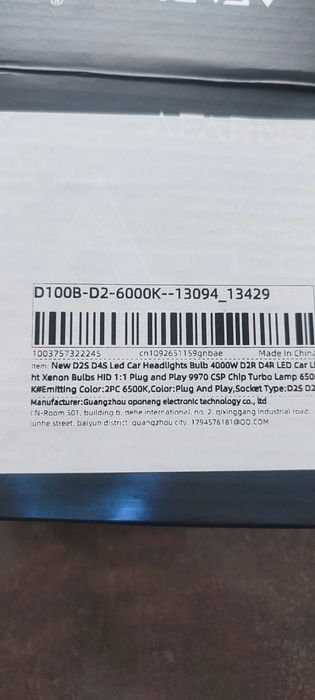 D100B-D2-6000K--13094_13429
1003757322245 cn1092651159gnbae Made In China
Item: New D2S D4S Led Car Headlights Bulb 4000W D2R D4R LED Car Li
ht Xenon Bulbs HID 1:1 Plug and Play 9970 CSP Chip Turbo Lamp 650
K#Emitting Color:2PC 6500K,Color:Plug And Play,Socket Type:D2S D2
Manufacturer:Guangzhou oponeng electronic technology co., ltd
CN-Room 501, building b, dehe international, no. 2, qixinggang industrial road,
junhe street, baiyun district, guangzhou city, 1794576181@QQ.COM